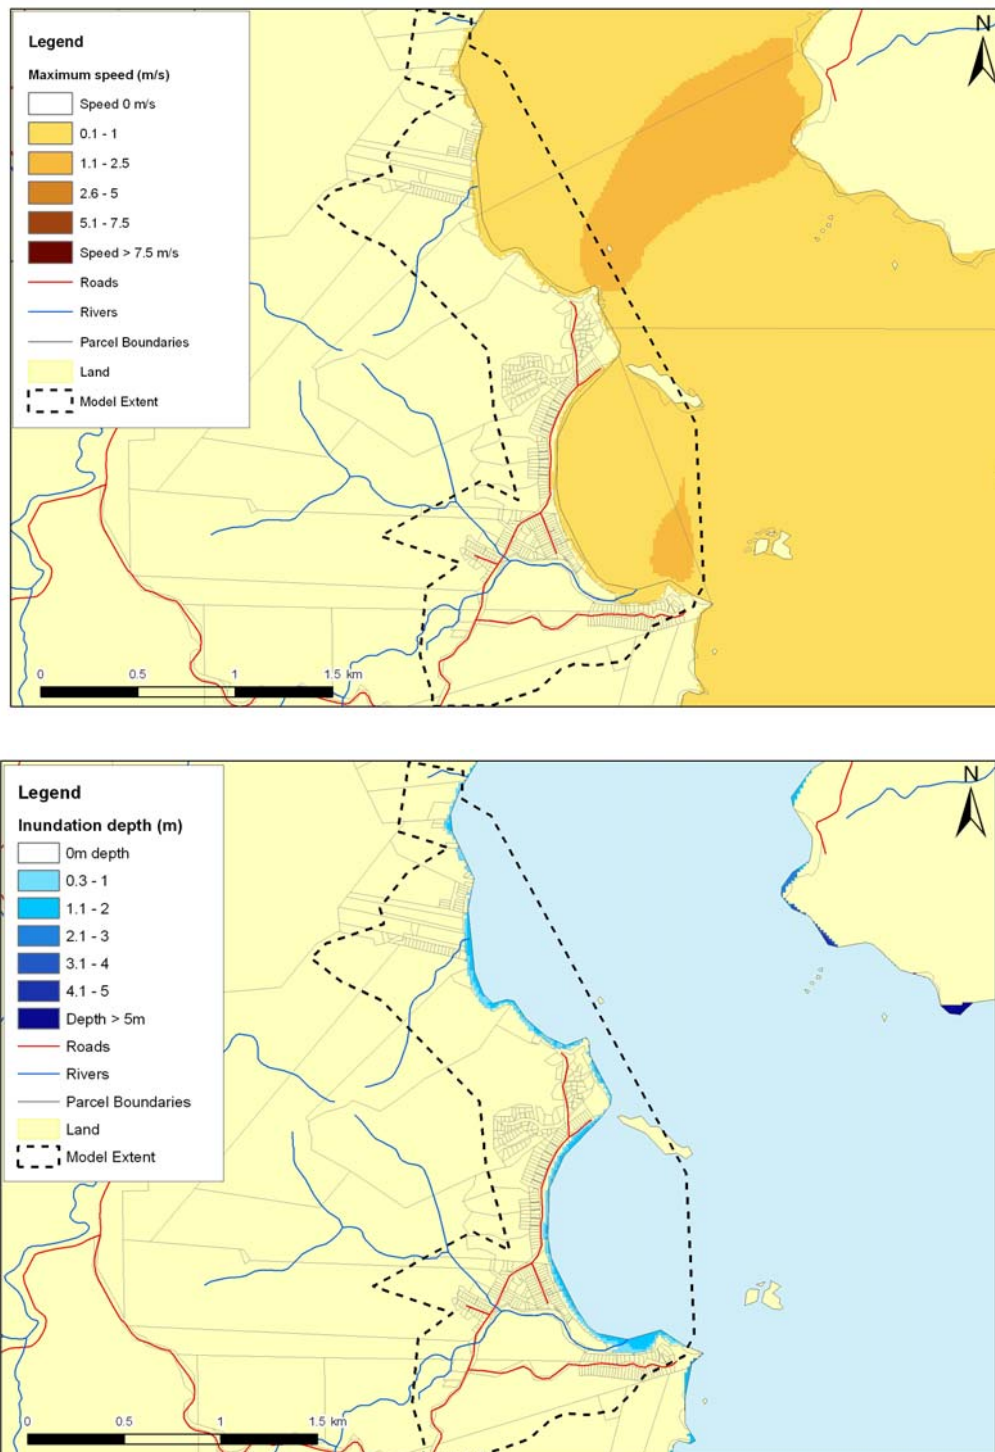 Legend
N
Maximum speed (m/s)
Speed 0 m/s
0.1 - 1
1.1 - 2.5
2.6 - 5
5.1 - 7.5
Speed > 7.5 m/s
Roads
Rivers
Parcel Boundaries
Land
Model Extent
0 0.5 1 1.5 km
Legend
N
Inundation depth (m)
0m depth
0.3 - 1
1.1 - 2
2.1 - 3
3.1 - 4
4.1 - 5
Depth > 5m
Roads
Rivers
Parcel Boundaries
Land
Model Extent
0 0.5 1 1.5 km